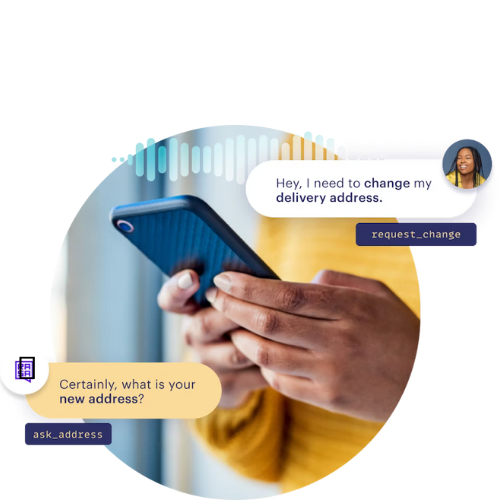 Hey, I need to change my
delivery address.
request_change
Certainly, what is your
new address?
ask_address